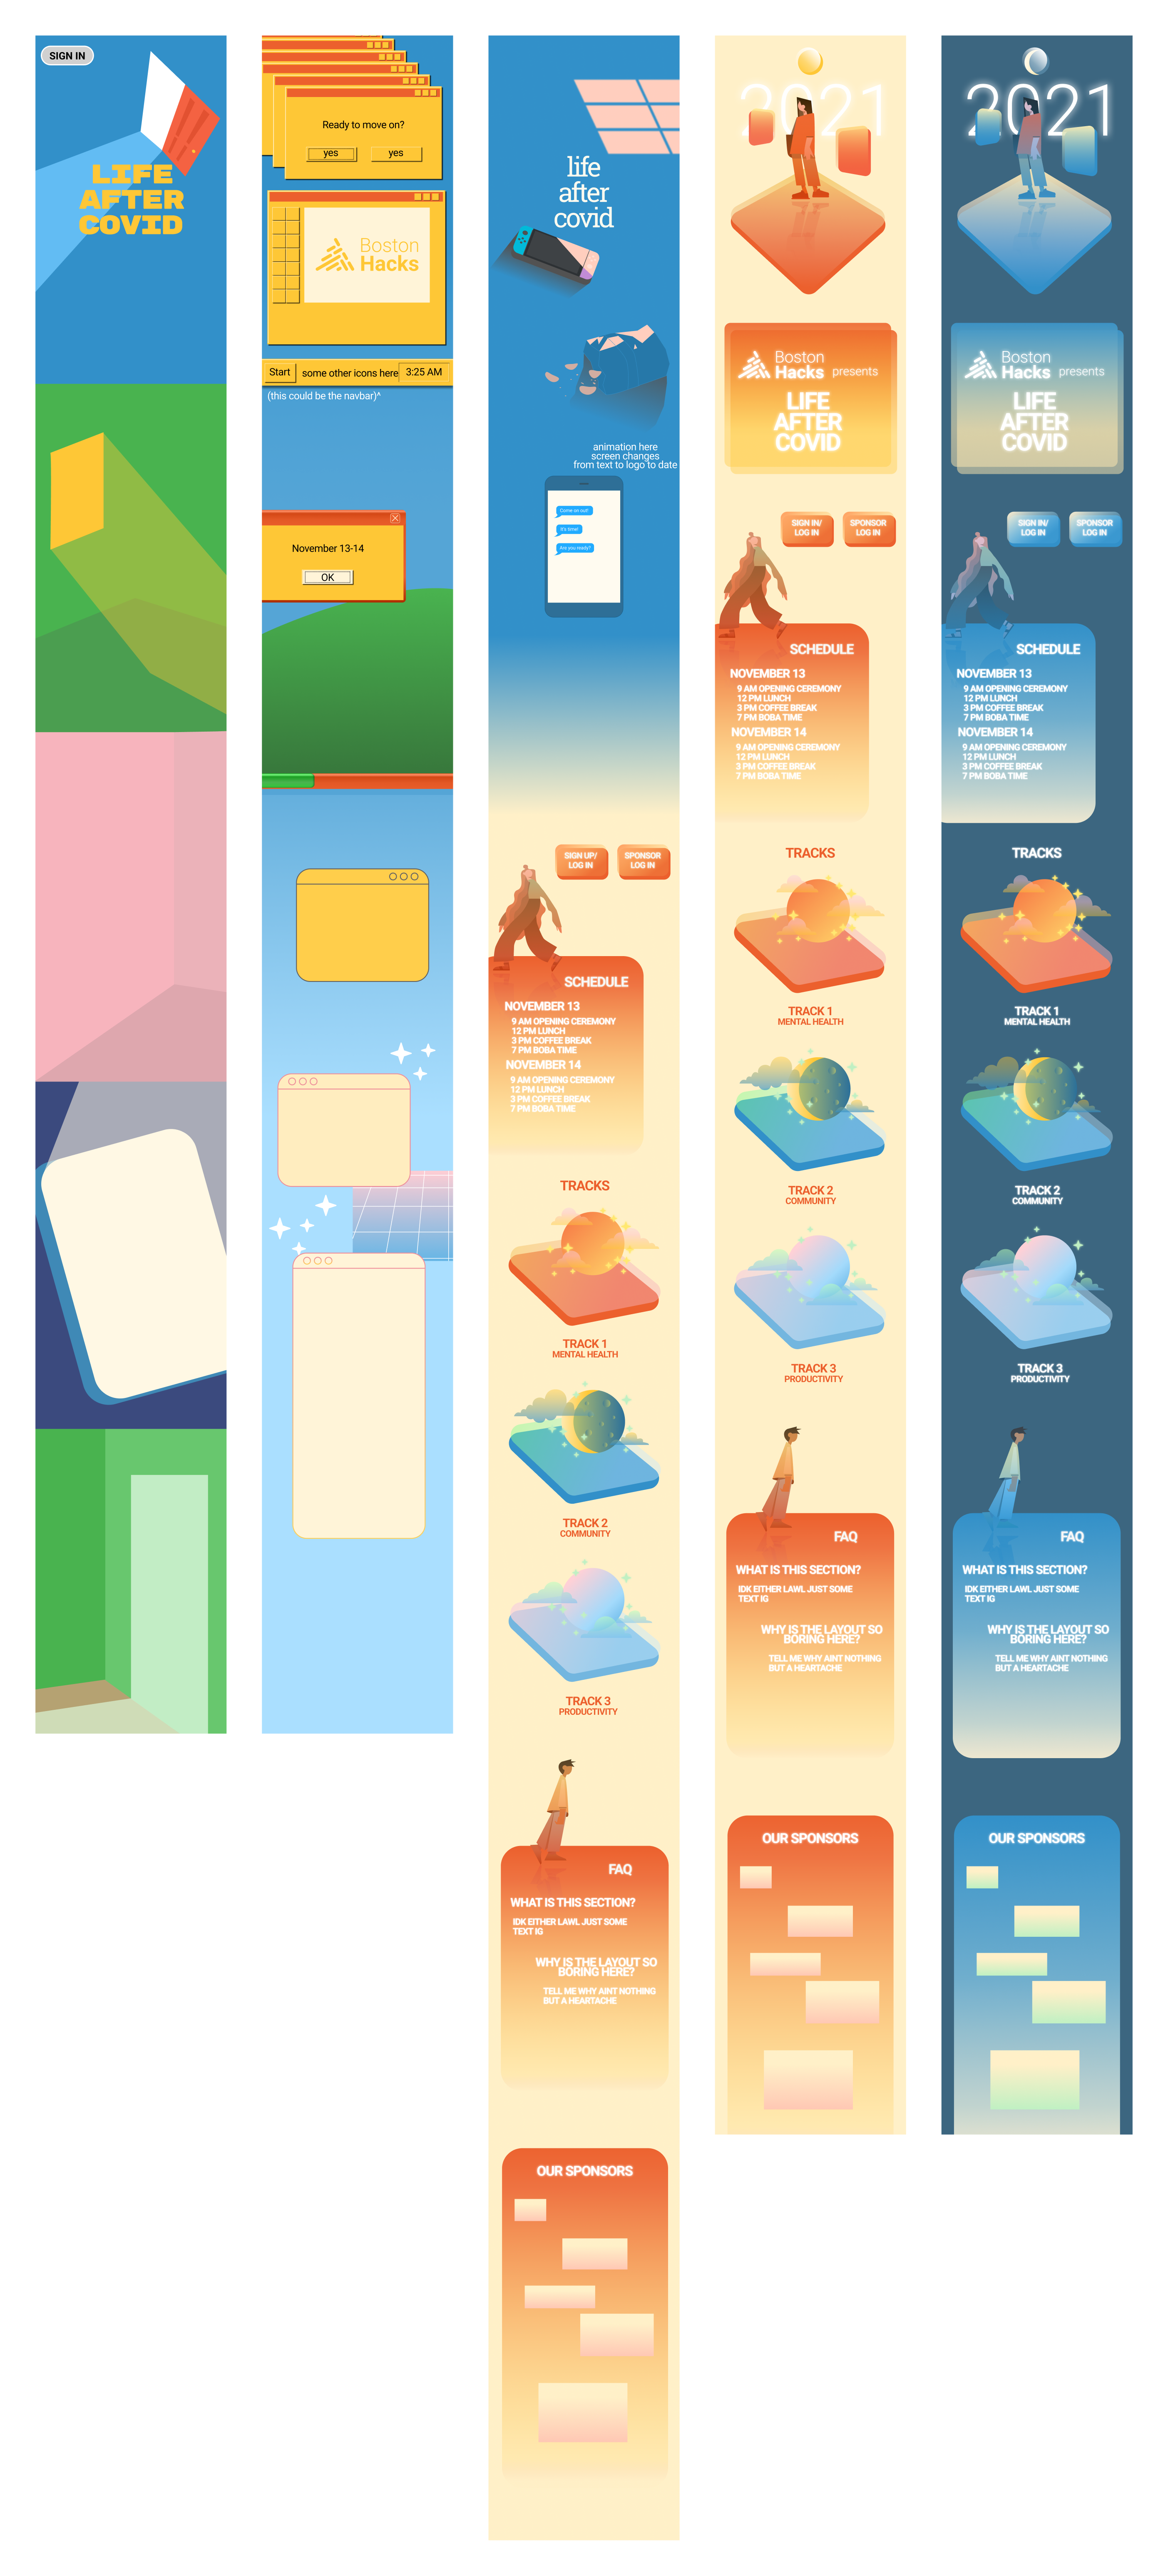 SIGN IN
LIFE
AFTER
COVID
Ready to move on?
yes
yes
Boston
Hacks
Start
some other icons here
3:25 AM
(this could be the navbar)^
November 13-14
OK
life
after
covid
animation here
screen changes
from text to logo to date
Come on out!
It's time!
Are you ready?
SIGN UP/
LOG IN
SPONSOR
LOG IN
SCHEDULE
NOVEMBER 13
9 AM OPENING CEREMONY
12 PM LUNCH
3 PM COFFEE BREAK
7 PM BOBA TIME
NOVEMBER 14
9 AM OPENING CEREMONY
12 PM LUNCH
3 PM COFFEE BREAK
7 PM BOBA TIME
TRACKS
TRACK 1
MENTAL HEALTH
TRACK 2
COMMUNITY
TRACK 3
PRODUCTIVITY
FAQ
WHAT IS THIS SECTION?
IDK EITHER LAWL JUST SOME
TEXT IG
WHY IS THE LAYOUT SO
BORING HERE?
TELL ME WHY AINT NOTHING
BUT A HEARTACHE
OUR SPONSORS
2021
Boston
Hacks presents
LIFE
AFTER
COVID
SIGN IN/
LOG IN
SPONSOR
LOG IN
SCHEDULE
NOVEMBER 13
9 AM OPENING CEREMONY
12 PM LUNCH
3 PM COFFEE BREAK
7 PM BOBA TIME
NOVEMBER 14
9 AM OPENING CEREMONY
12 PM LUNCH
3 PM COFFEE BREAK
7 PM BOBA TIME
TRACKS
TRACK 1
MENTAL HEALTH
TRACK 2
COMMUNITY
TRACK 3
PRODUCTIVITY
FAQ
WHAT IS THIS SECTION?
IDK EITHER LAWL JUST SOME
TEXT IG
WHY IS THE LAYOUT SO
BORING HERE?
TELL ME WHY AINT NOTHING
BUT A HEARTACHE
OUR SPONSORS
2021
Boston
Hacks presents
LIFE
AFTER
COVID
SIGN IN/
LOG IN
SPONSOR
LOG IN
SCHEDULE
NOVEMBER 13
9 AM OPENING CEREMONY
12 PM LUNCH
3 PM COFFEE BREAK
7 PM BOBA TIME
NOVEMBER 14
9 AM OPENING CEREMONY
12 PM LUNCH
3 PM COFFEE BREAK
7 PM BOBA TIME
TRACKS
TRACK 1
MENTAL HEALTH
TRACK 2
COMMUNITY
TRACK 3
PRODUCTIVITY
FAQ
WHAT IS THIS SECTION?
IDK EITHER LAWL JUST SOME
TEXT IG
WHY IS THE LAYOUT SO
BORING HERE?
TELL ME WHY AINT NOTHING
BUT A HEARTACHE
OUR SPONSORS